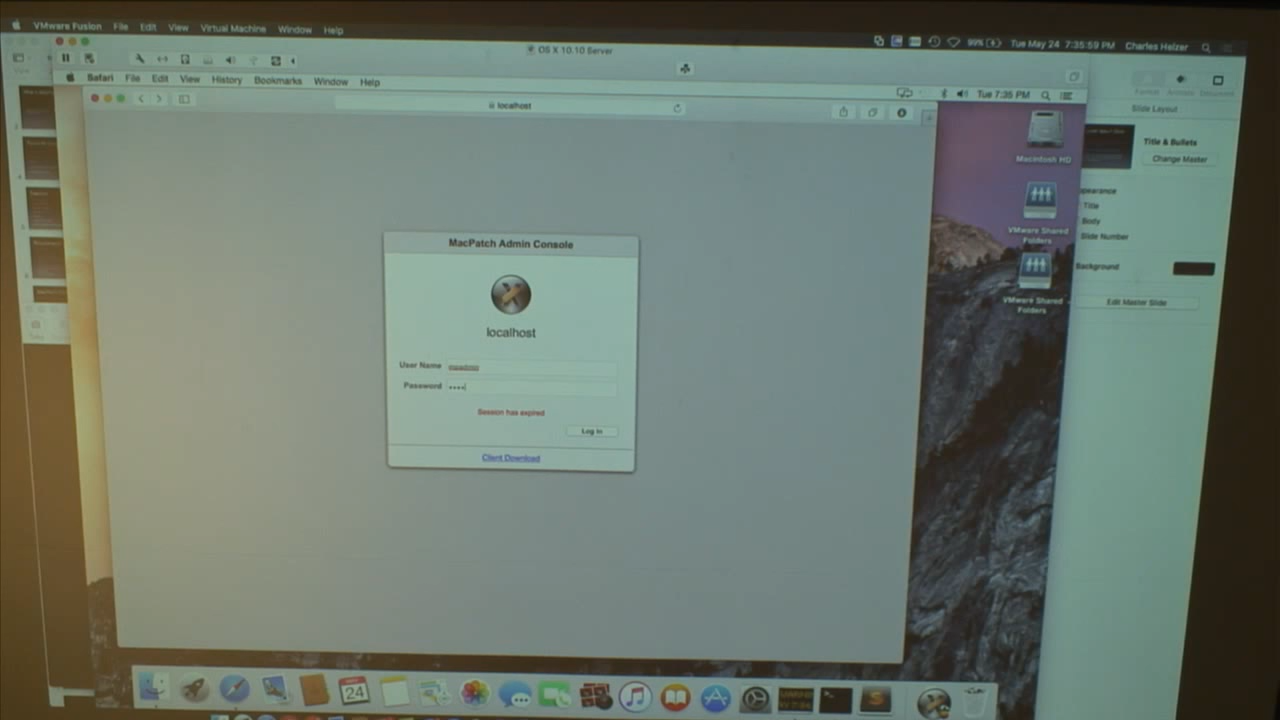 VMware Fusion File Edit View Virtual Machine Window Help
99% Tue May 24 7:35:59 PM Charles Heizer
OS X 10.10 Server
Safari File Edit View History Bookmarks Window Help
Tue 7:35 PM
localhost
Slide Layout
Title & Bullets
Change Master
Macintosh HD
Title
Body
Slide Number
Background
Edit Master Slide
VMware Shared
Folders
VMware Shared
Folders
MacPatch Admin Console
localhost
User Name mpadmin
Password
Session has expired
Log in
Client Download
24